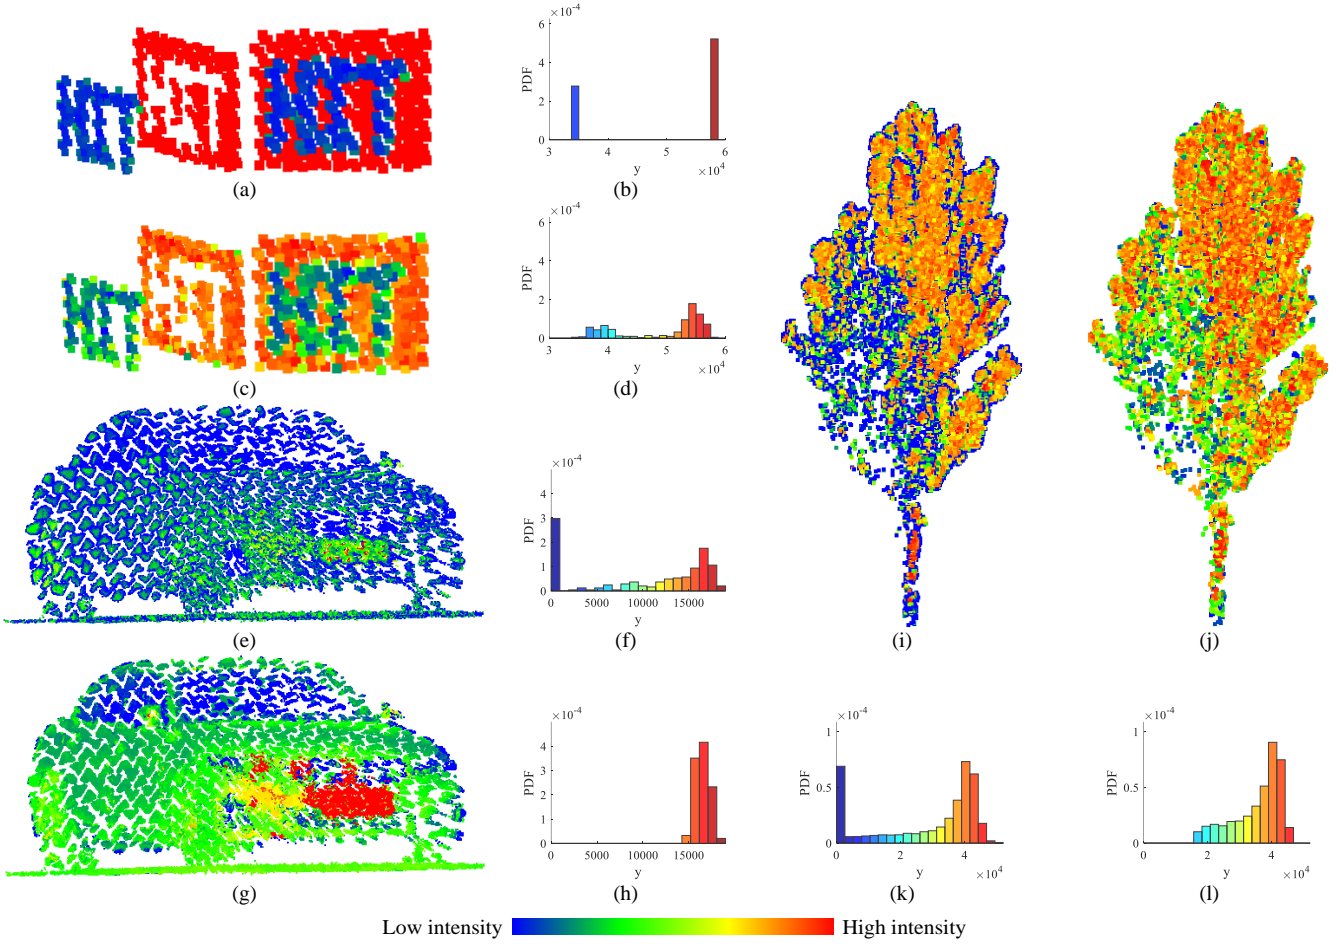 ×10⁻⁴
6
4
2
0
PDF
3 4 5 6
y
×10⁴
(a)
(b)
×10⁻⁴
6
4
2
0
PDF
3 4 5 6
y
×10⁴
(c)
(d)
×10⁻⁴
4
3
2
1
0
PDF
0 5000 10000 15000
y
(e)
(f)
(i)
(j)
×10⁻⁴
4
3
2
1
0
PDF
0 5000 10000 15000
y
(g)
(h)
×10⁻⁴
1
0.5
0
PDF
0 2 4
y
×10⁴
(k)
×10⁻⁴
1
0.5
0
PDF
0 2 4
y
×10⁴
(l)
Low intensity
High intensity